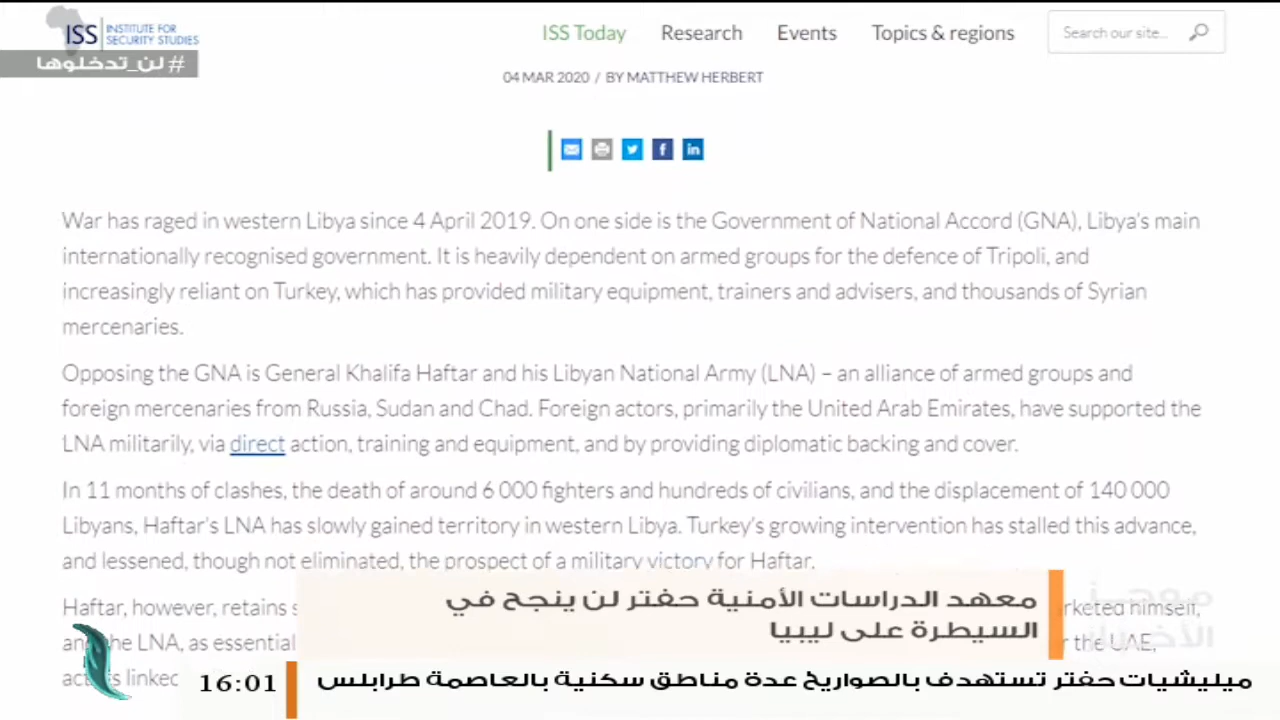 ISS INSTITUTE FOR
SECURITY STUDIES
ISS Today Research Events Topics & regions Search our site...
#لن_تدخلوها
04 MAR 2020 / BY MATTHEW HERBERT
War has raged in western Libya since 4 April 2019. On one side is the Government of National Accord (GNA), Libya's main
internationally recognised government. It is heavily dependent on armed groups for the defence of Tripoli, and
increasingly reliant on Turkey, which has provided military equipment, trainers and advisers, and thousands of Syrian
mercenaries.
Opposing the GNA is General Khalifa Haftar and his Libyan National Army (LNA) – an alliance of armed groups and
foreign mercenaries from Russia, Sudan and Chad. Foreign actors, primarily the United Arab Emirates, have supported the
LNA militarily, via direct action, training and equipment, and by providing diplomatic backing and cover.
In 11 months of clashes, the death of around 6 000 fighters and hundreds of civilians, and the displacement of 140 000
Libyans, Haftar's LNA has slowly gained territory in western Libya. Turkey's growing intervention has stalled this advance,
and lessened, though not eliminated, the prospect of a military victory for Haftar.
Haftar, however, retains himself,
the LNA, as essential the UAE,
linked
موجز
الأخبار
معهد الدراسات الأمنية حفتر لن ينجح في
السيطرة على ليبيا
16:01
ميليشيات حفتر تستهدف بالصواريخ عدة مناطق سكنية بالعاصمة طرابلس